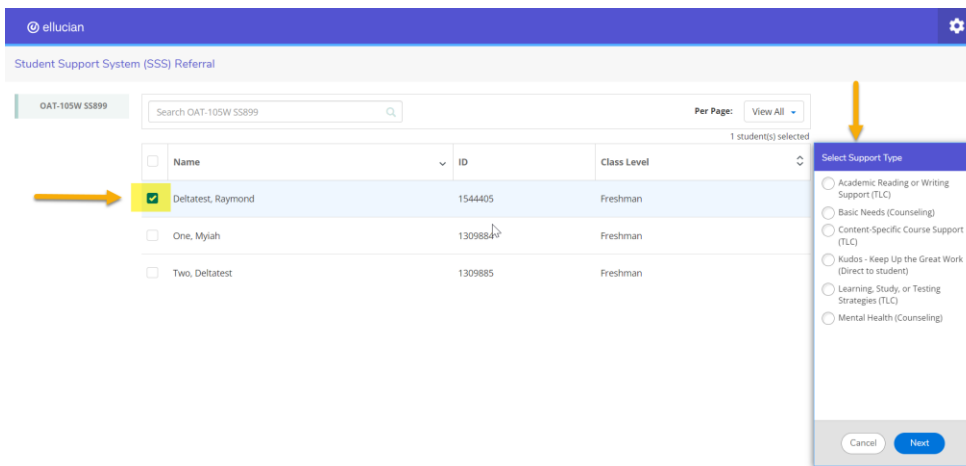 ellucian
Student Support System (SSS) Referral
OAT-105W SS899
Search OAT-105W SS899
Per Page: View All
1 student(s) selected
Name ID Class Level
Deltatest, Raymond 1544405 Freshman
One, Myiah 1309884 Freshman
Two, Deltatest 1309885 Freshman
Select Support Type
Academic Reading or Writing
Support (TLC)
Basic Needs (Counseling)
Content-Specific Course Support
(TLC)
Kudos - Keep Up the Great Work
(Direct to student)
Learning, Study, or Testing
Strategies (TLC)
Mental Health (Counseling)
Cancel Next